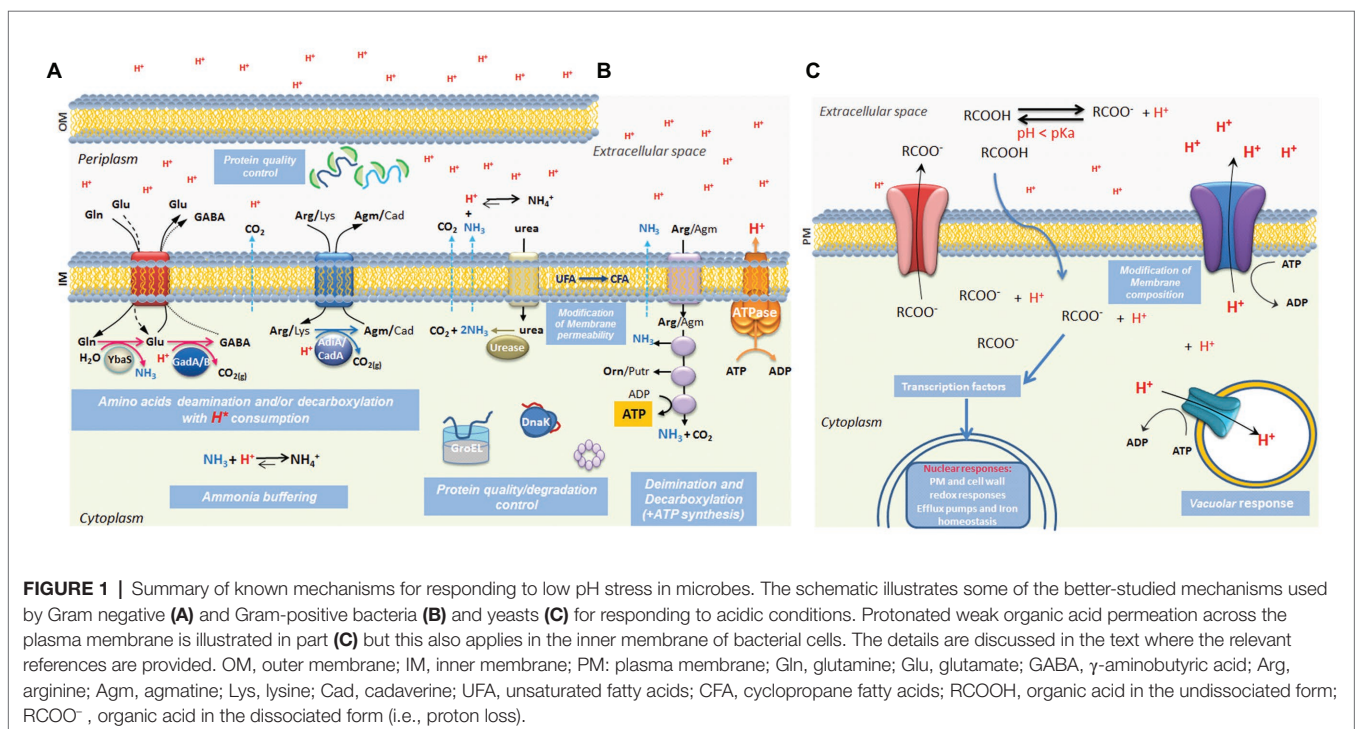 A
B
C
H⁺ H⁺ H⁺ H⁺ H⁺ H⁺ H⁺ H⁺ H⁺ H⁺ H⁺
OM
Periplasm
Protein quality
control
H⁺ H⁺ H⁺ H⁺ H⁺ H⁺ H⁺ H⁺ H⁺
Glu
Gln
Glu
GABA
CO₂
Arg/Lys
Agm/Cad
CO₂
H⁺
+
NH₃
NH₄⁺
urea
IM
UFA
CFA
Modification
of Membrane
permeability
Gln
H₂O
YbaS
NH₃
Glu
H⁺
GadA/B
GABA
CO₂(g)
Arg/Lys
H⁺
AdiA/
CadA
Agm/Cad
CO₂(g)
CO₂ + 2NH₃
urea
Urease
Amino acids deamination and/or decarboxylation
with H⁺ consumption
NH₃ + H⁺
NH₄⁺
Ammonia buffering
GroEL
DnaK
Protein quality/degradation
control
Cytoplasm
Extracellular space
H⁺ H⁺ H⁺ H⁺ H⁺ H⁺
NH₃
Arg/Agm
H⁺
ATPase
Arg/Agm
NH₃
Orn/Putr
ADP
ATP
NH₃ + CO₂
ATP
ADP
Deimination and
Decarboxylation
(+ATP synthesis)
Extracellular space
RCOOH
RCOO⁻ + H⁺
pH < pKa
RCOO⁻
RCOOH
H⁺
H⁺ H⁺ H⁺
H⁺ H⁺ H⁺ H⁺ H⁺
PM
RCOO⁻
RCOO⁻ + H⁺
RCOO⁻ + H⁺
RCOO⁻
+ H⁺
Modification of
Membrane
composition
H⁺
ATP
ADP
Transcription factors
Cytoplasm
Nuclear responses:
PM and cell wall
redox responses
Efflux pumps and Iron
homeostasis
H⁺
H⁺
ADP
ATP
Vacuolar response
FIGURE 1 | Summary of known mechanisms for responding to low pH stress in microbes. The schematic illustrates some of the better-studied mechanisms used
by Gram negative (A) and Gram-positive bacteria (B) and yeasts (C) for responding to acidic conditions. Protonated weak organic acid permeation across the
plasma membrane is illustrated in part (C) but this also applies in the inner membrane of bacterial cells. The details are discussed in the text where the relevant
references are provided. OM, outer membrane; IM, inner membrane; PM: plasma membrane; Gln, glutamine; Glu, glutamate; GABA, γ-aminobutyric acid; Arg,
arginine; Agm, agmatine; Lys, lysine; Cad, cadaverine; UFA, unsaturated fatty acids; CFA, cyclopropane fatty acids; RCOOH, organic acid in the undissociated form;
RCOO⁻ , organic acid in the dissociated form (i.e., proton loss).